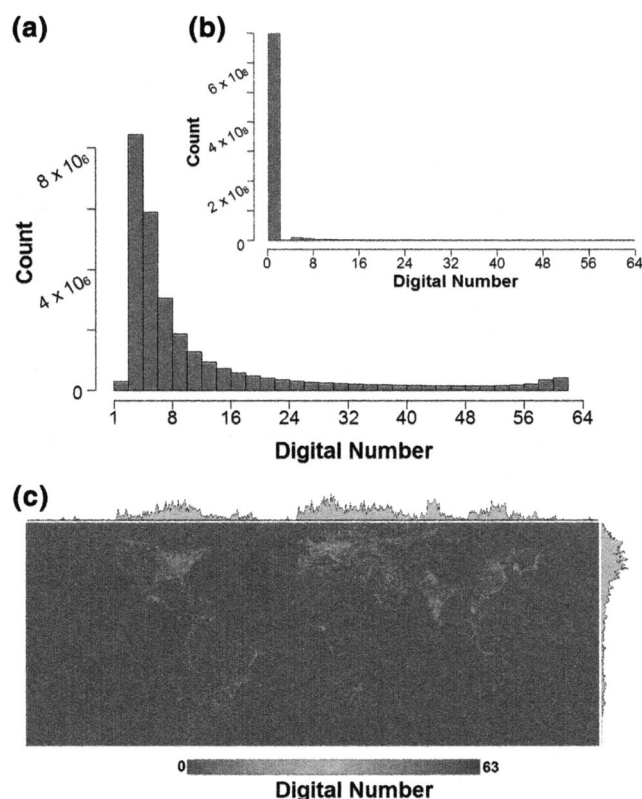 (a)
(b)
6 x 10⁶
4 x 10⁶
2 x 10⁶
0
Count
0 8 16 24 32 40 48 56 64
Digital Number
8 x 10₆
4 x 10₆
0
Count
1 8 16 24 32 40 48 56 64
Digital Number
(c)
0 63
Digital Number